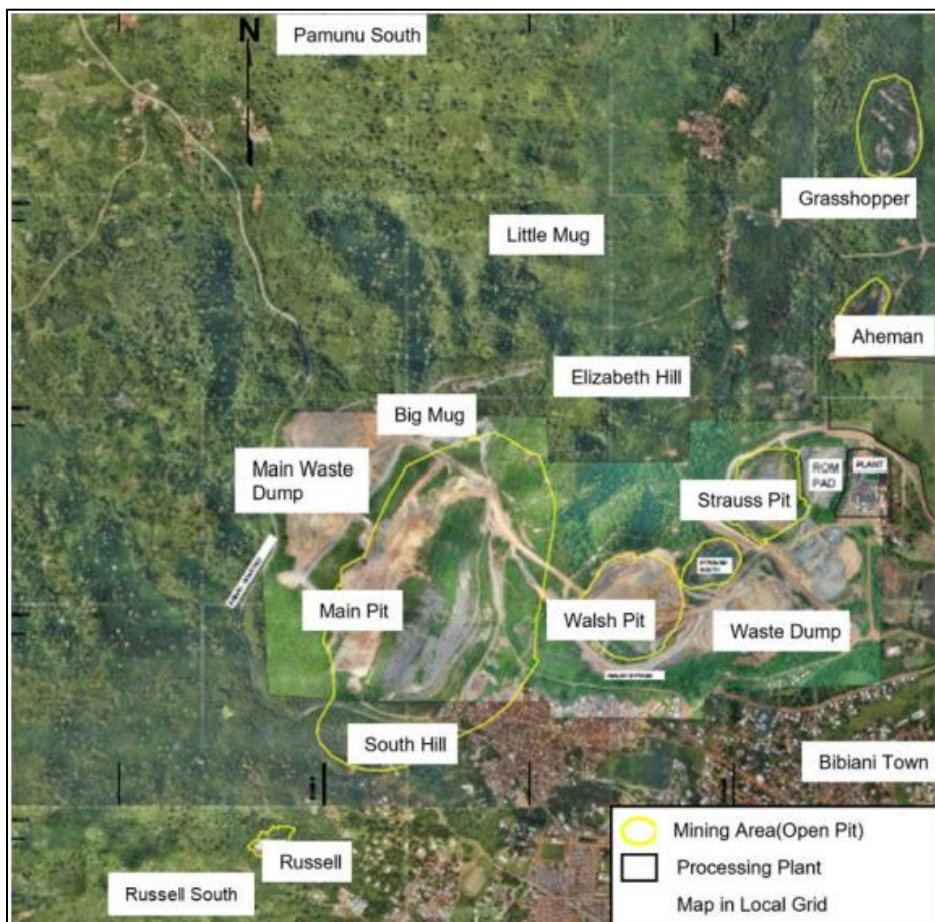 N
Pamunu South
Grasshopper
Little Mug
Aheman
Elizabeth Hill
Big Mug
Main Waste
Dump
Strauss Pit
ROM
PAD
PLANT
Main Pit
Walsh Pit
Waste Dump
South Hill
Bibiani Town
Mining Area(Open Pit)
Russell
Processing Plant
Russell South
Map in Local Grid